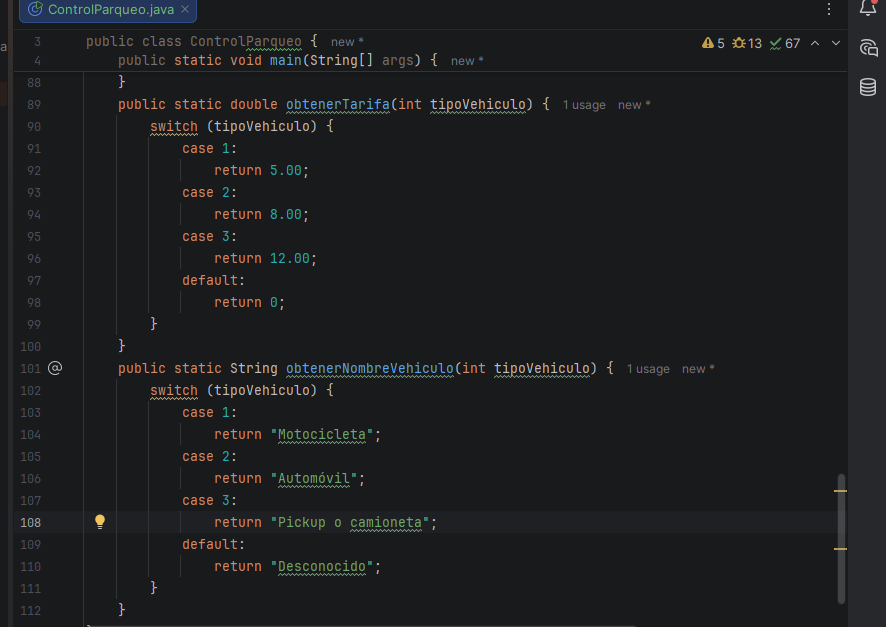 ControlParqueo.java ×
3 public class ControlParqueo { new *
5 13 67
4 public static void main(String[] args) { new *
88 }
89 public static double obtenerTarifa(int tipoVehiculo) { 1 usage new *
90 switch (tipoVehiculo) {
91 case 1:
92 return 5.00;
93 case 2:
94 return 8.00;
95 case 3:
96 return 12.00;
97 default:
98 return 0;
99 }
100 }
101 @ public static String obtenerNombreVehiculo(int tipoVehiculo) { 1 usage new *
102 switch (tipoVehiculo) {
103 case 1:
104 return "Motocicleta";
105 case 2:
106 return "Automóvil";
107 case 3:
108 return "Pickup o camioneta";
109 default:
110 return "Desconocido";
111 }
112 }